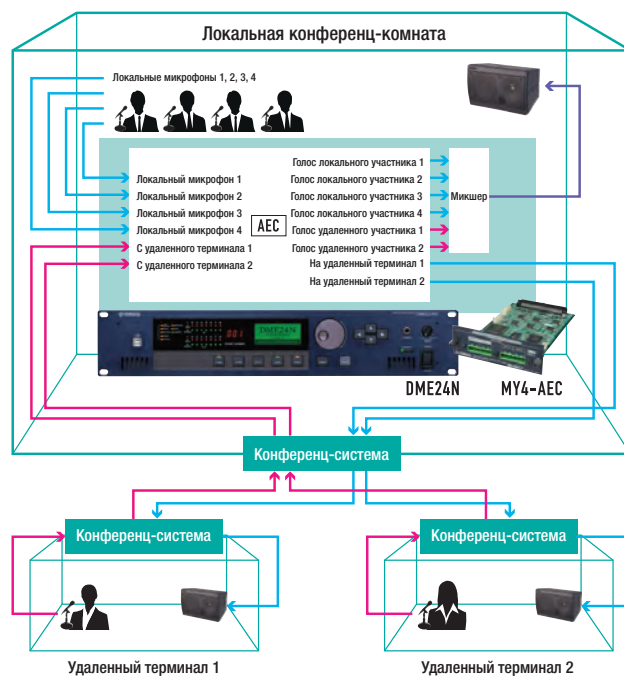 Локальная конференц-комната
Локальные микрофоны 1, 2, 3, 4
Локальный микрофон 1
Локальный микрофон 2
Локальный микрофон 3
Локальный микрофон 4
С удаленного терминала 1
С удаленного терминала 2
AEC
Голос локального участника 1
Голос локального участника 2
Голос локального участника 3
Голос локального участника 4
Голос удаленного участника 1
Голос удаленного участника 2
На удаленный терминал 1
На удаленный терминал 2
Микшер
001
DME24N
DME24N
MY4-AEC
Конференц-система
Конференц-система
Конференц-система
Удаленный терминал 1
Удаленный терминал 2